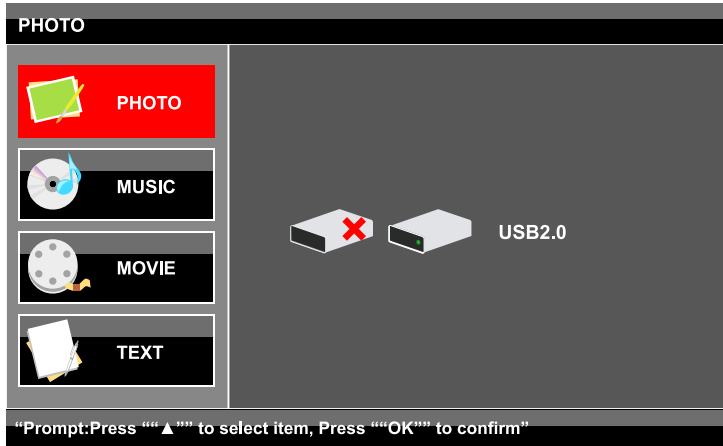 PHOTO
PHOTO
MUSIC
MOVIE
TEXT
USB2.0
“Prompt:Press ““▲”” to select item, Press ““OK”” to confirm”